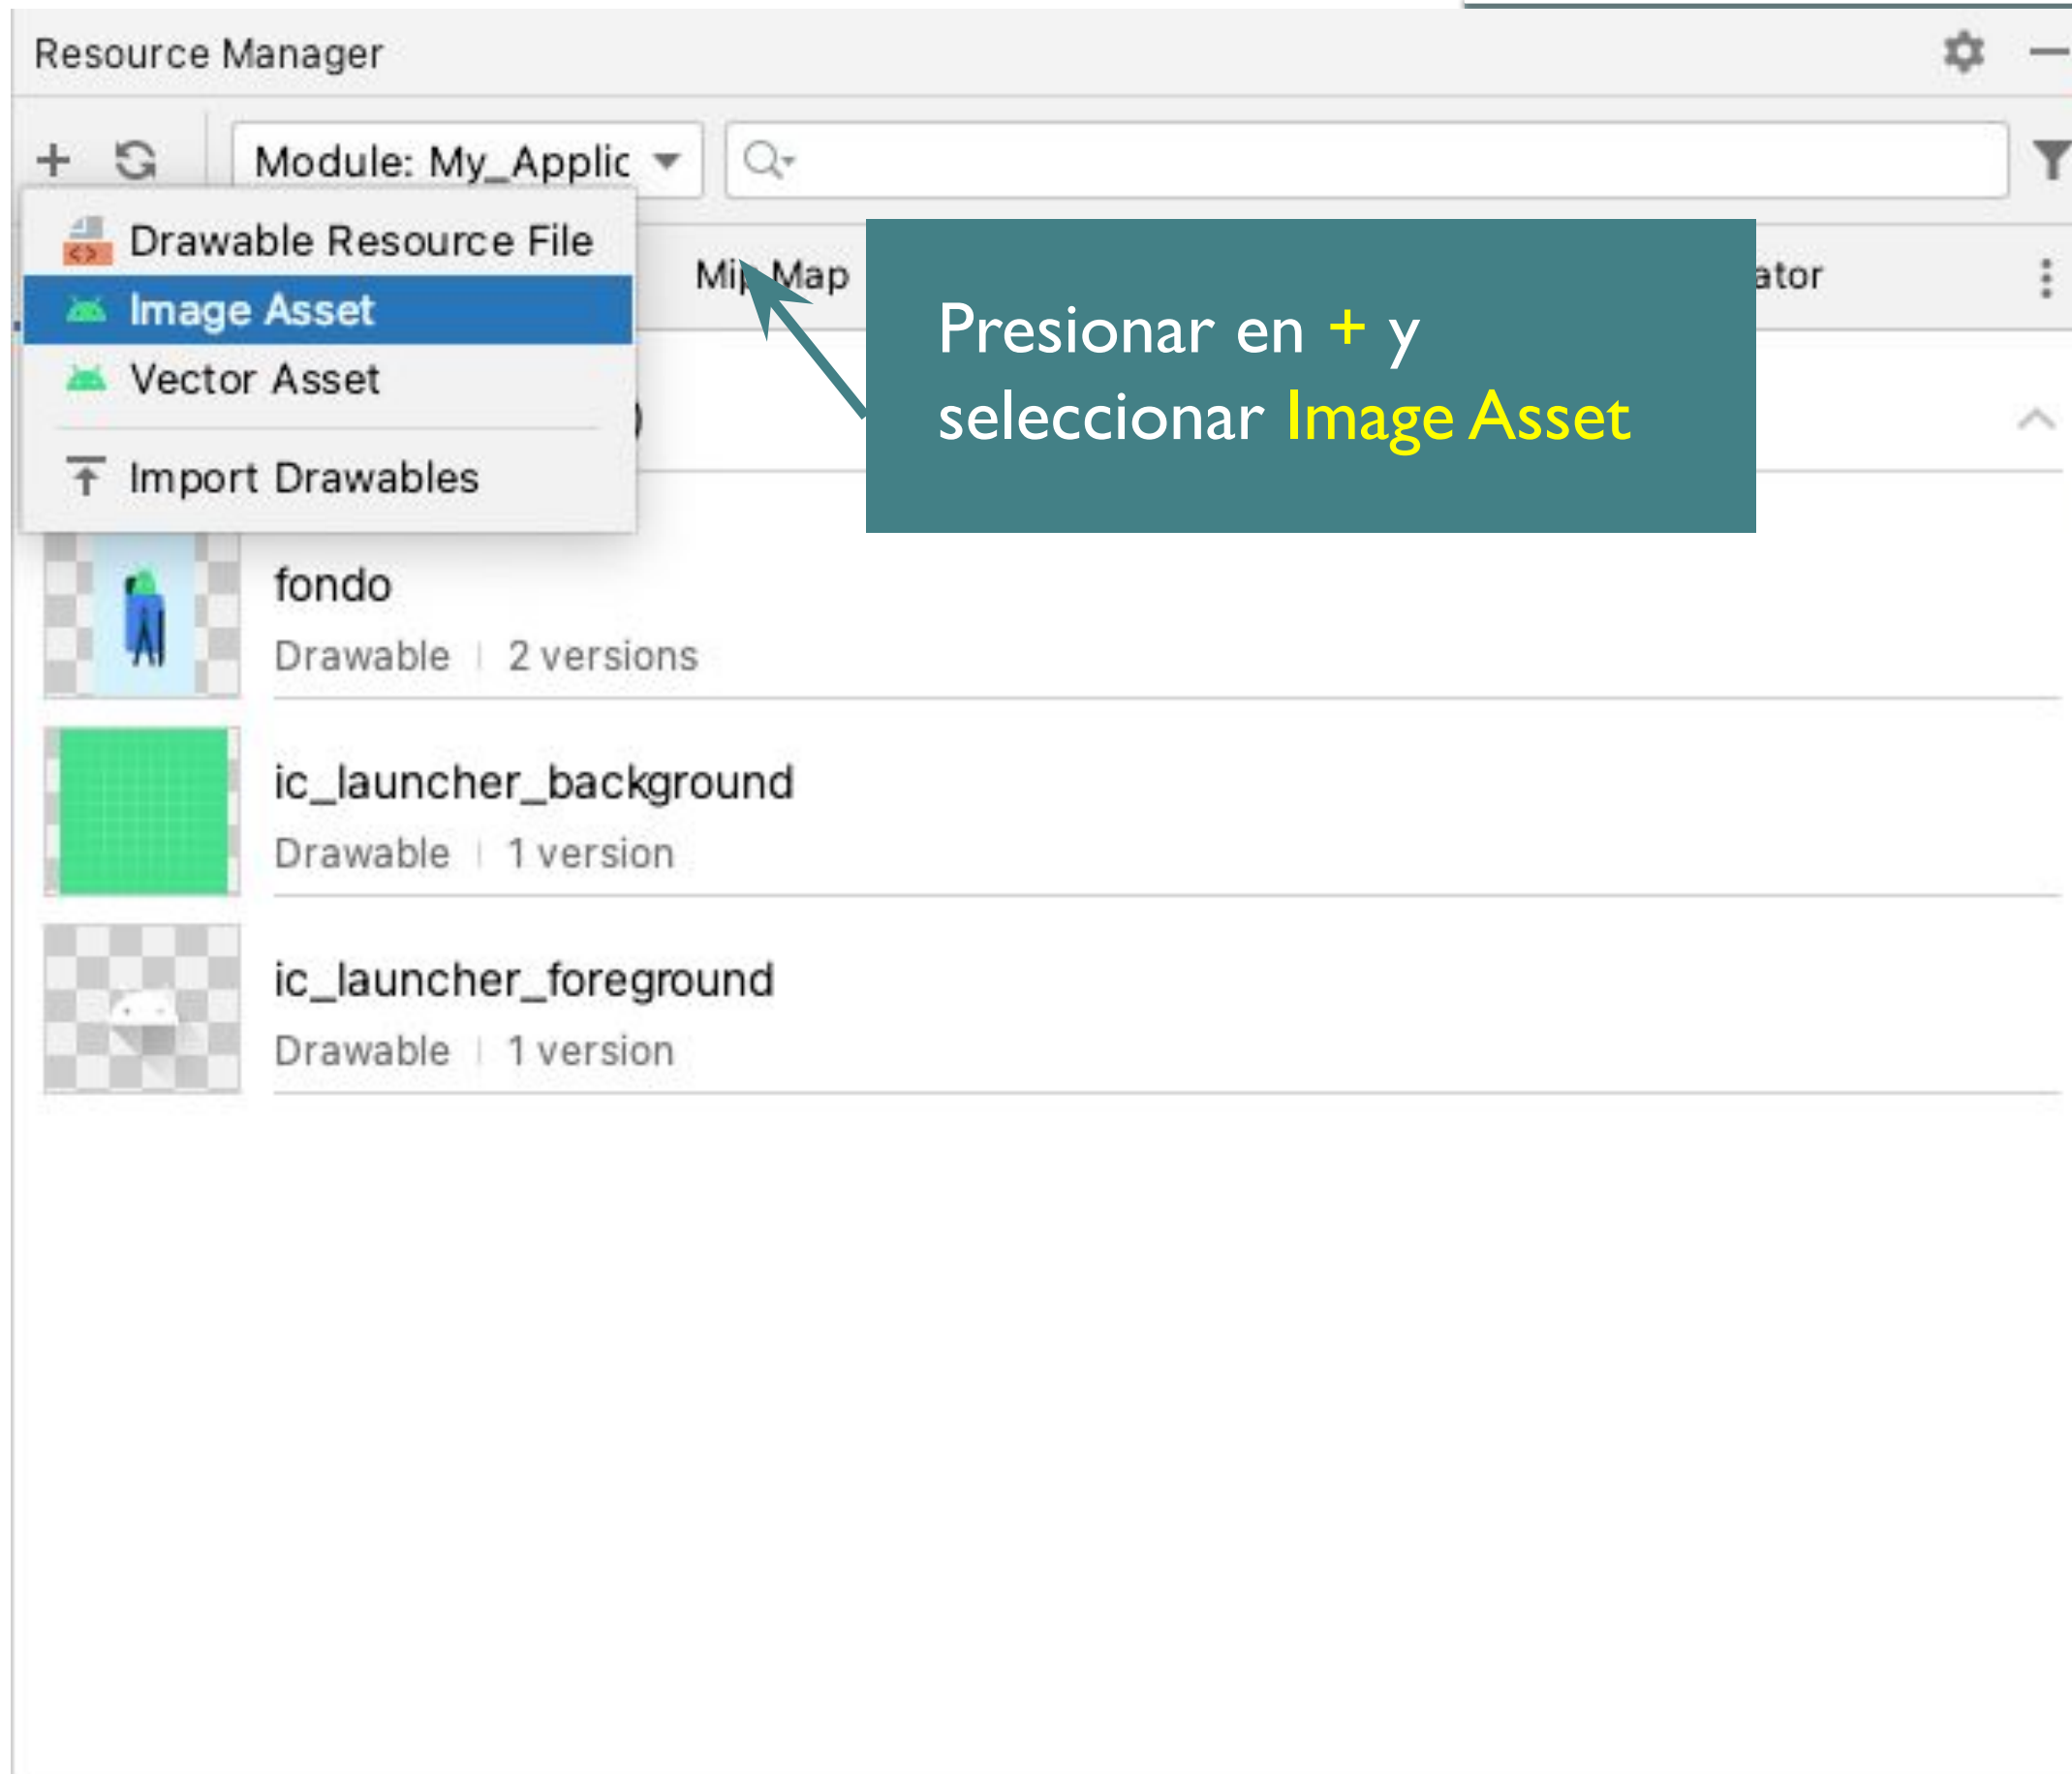 Resource Manager
Module: My_Applic
Drawable Resource File
Image Asset
Vector Asset
Import Drawables
Mip Map
ator
Presionar en + y
seleccionar Image Asset
)
fondo
Drawable | 2 versions
ic_launcher_background
Drawable | 1 version
ic_launcher_foreground
Drawable | 1 version